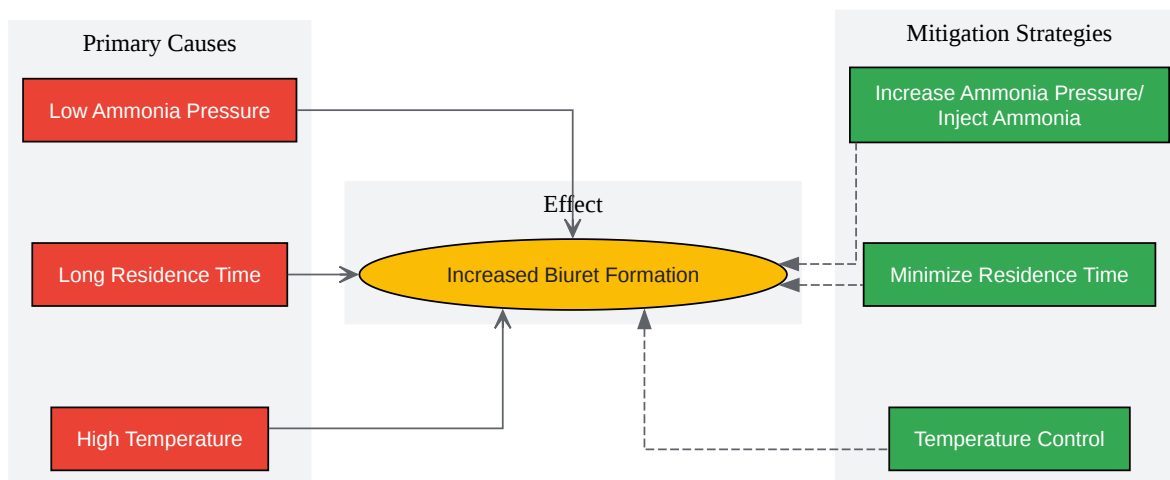 Primary Causes
Low Ammonia Pressure
Long Residence Time
High Temperature
Effect
Increased Biuret Formation
Mitigation Strategies
Increase Ammonia Pressure/
Inject Ammonia
Minimize Residence Time
Temperature Control